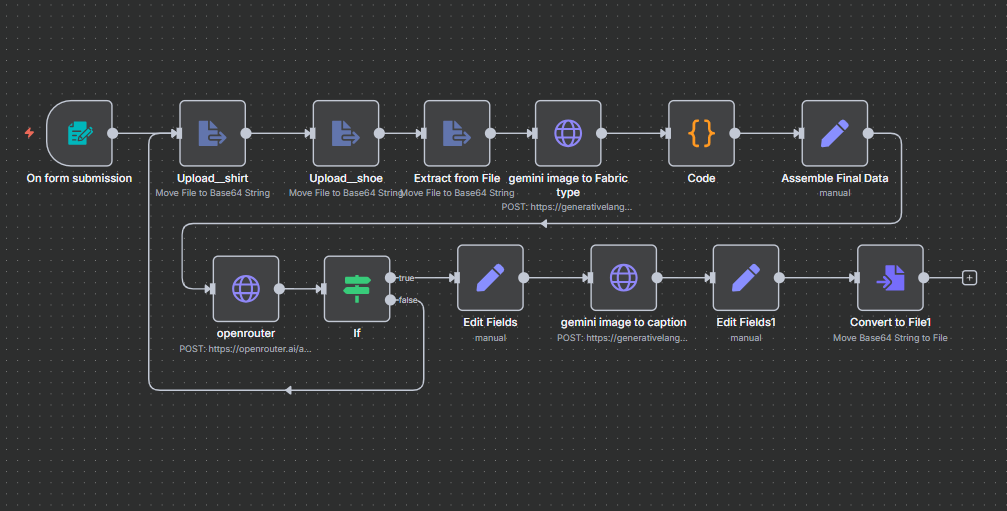 On form submission
Upload__shirt
Move File to Base64 String
Upload__shoe
Move File to Base64 String
Extract from File
Move File to Base64 String
gemini image to Fabric
type
POST: https://generativelang...
{}
Code
Assemble Final Data
manual
openrouter
POST: https://openrouter.ai/a...
If
true
false
Edit Fields
manual
gemini image to caption
POST: https://generativelang...
Edit Fields1
manual
Convert to File1
Move Base64 String to File